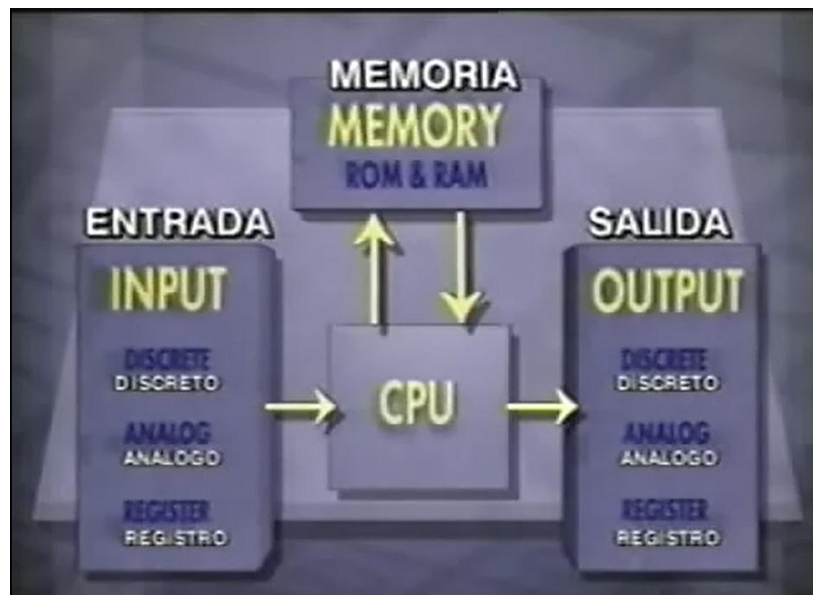 MEMORIA
MEMORY
ROM & RAM
ENTRADA
INPUT
DISCRETE
DISCRETO
ANALOG
ANALOGO
REGISTER
REGISTRO
CPU
SALIDA
OUTPUT
DISCRETE
DISCRETO
ANALOG
ANALOGO
REGISTER
REGISTRO